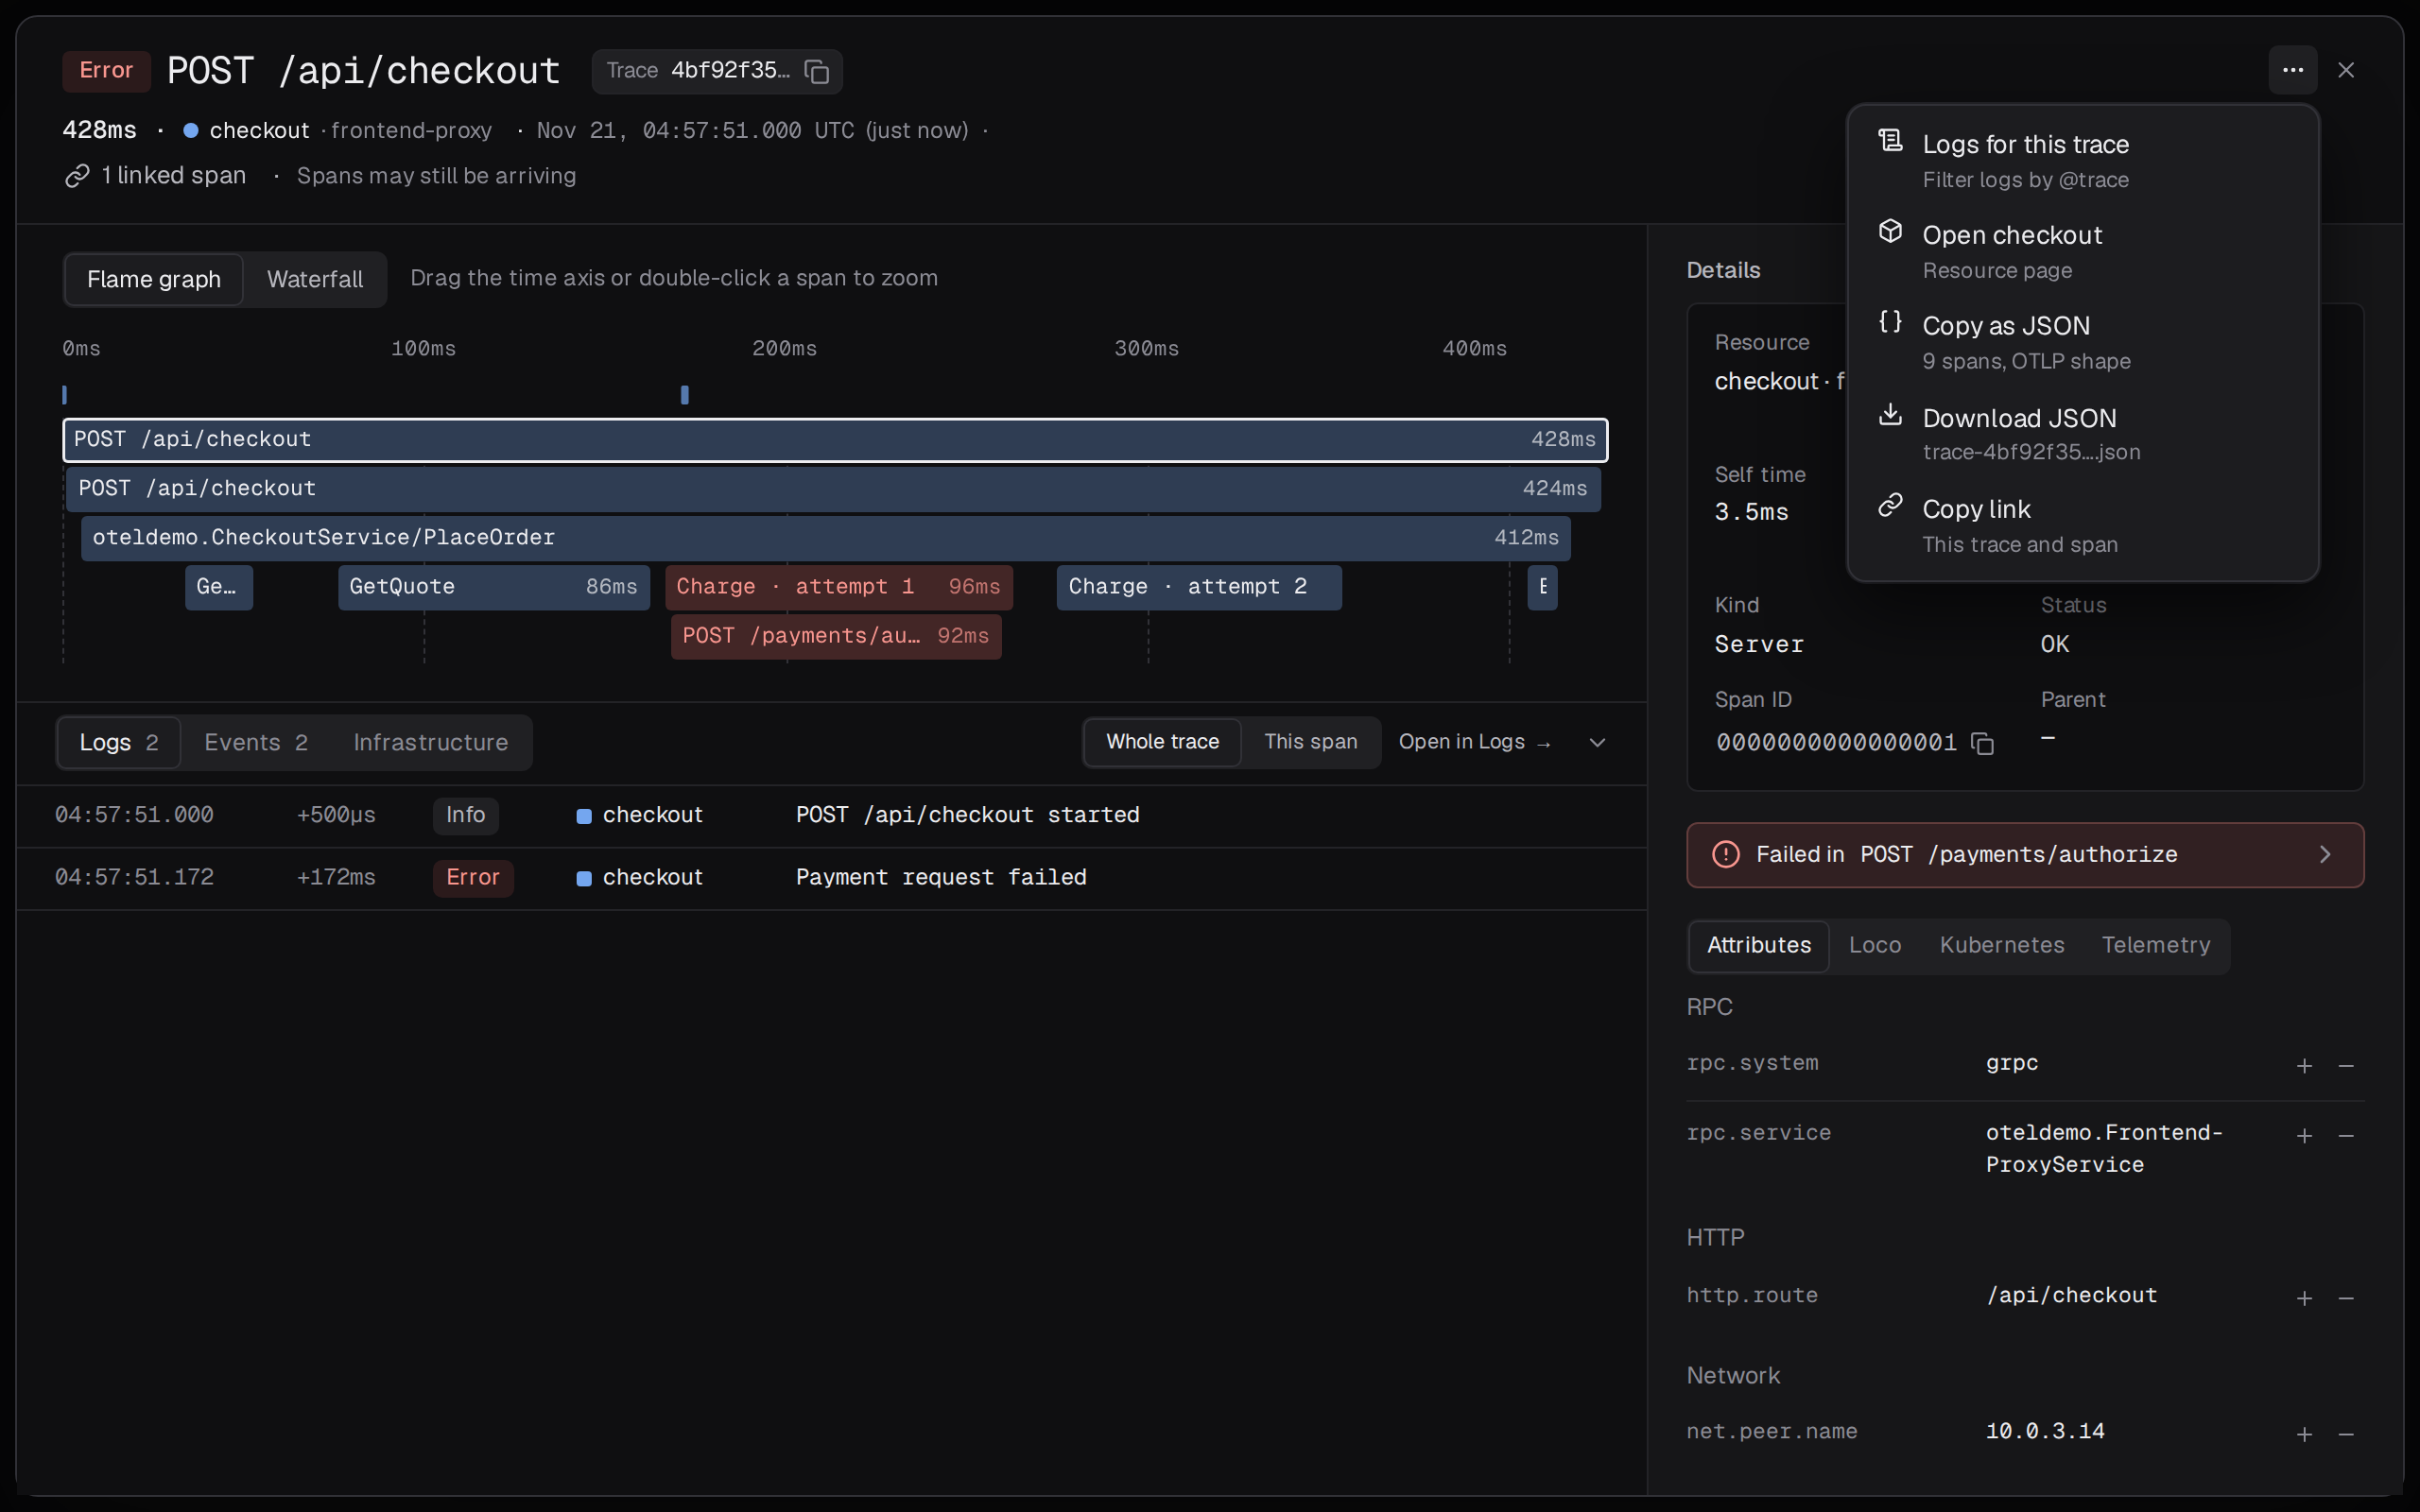 Error POST /api/checkout Trace 4bf92f35…
428ms · checkout · frontend-proxy · Nov 21, 04:57:51.000 UTC (just now) ·
1 linked span · Spans may still be arriving
Logs for this trace
Filter logs by @trace
Open checkout
Resource page
Copy as JSON
9 spans, OTLP shape
Download JSON
trace-4bf92f35….json
Copy link
This trace and span
Flame graph Waterfall Drag the time axis or double-click a span to zoom
0ms 100ms 200ms 300ms 400ms
POST /api/checkout 428ms
POST /api/checkout 424ms
oteldemo.CheckoutService/PlaceOrder 412ms
Ge… GetQuote 86ms Charge · attempt 1 96ms Charge · attempt 2
POST /payments/au… 92ms
Logs 2 Events 2 Infrastructure Whole trace This span Open in Logs →
04:57:51.000 +500µs Info checkout POST /api/checkout started
04:57:51.172 +172ms Error checkout Payment request failed
Details
Resource
checkout · f
Self time
3.5ms
Kind Status
Server OK
Span ID Parent
0000000000000001 —
Failed in POST /payments/authorize
Attributes Loco Kubernetes Telemetry
RPC
rpc.system grpc
rpc.service oteldemo.Frontend-
ProxyService
HTTP
http.route /api/checkout
Network
net.peer.name 10.0.3.14